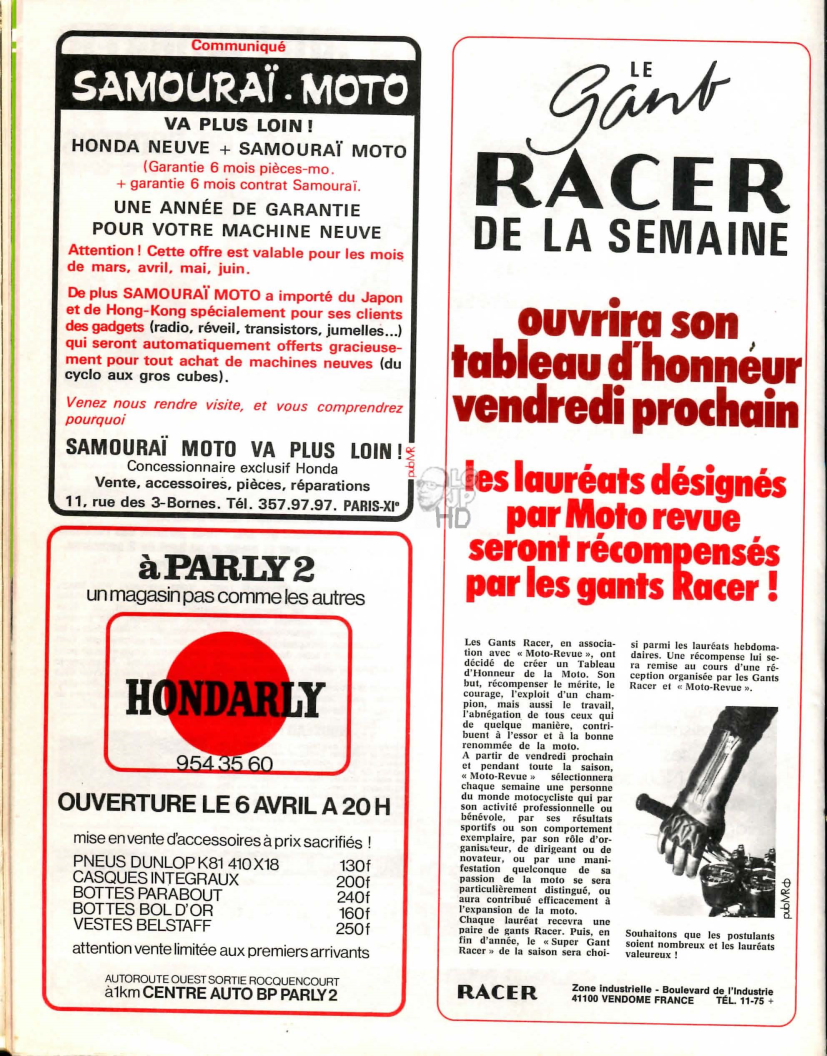 Communiqué
SAMOURAÏ - MOTO
VA PLUS LOIN !
HONDA NEUVE + SAMOURAÏ MOTO
(Garantie 6 mois pièces-mo.
+ garantie 6 mois contrat Samouraï.
UNE ANNÉE DE GARANTIE
POUR VOTRE MACHINE NEUVE
Attention ! Cette offre est valable pour les mois
de mars, avril, mai, juin.
De plus SAMOURAÏ MOTO a importé du Japon
et de Hong-Kong spécialement pour ses clients
des gadgets (radio, réveil, transistors, jumelles...)
qui seront automatiquement offerts gracieuse-
ment pour tout achat de machines neuves (du
cyclo aux gros cubes).
Venez nous rendre visite, et vous comprendrez
pourquoi
SAMOURAÏ MOTO VA PLUS LOIN !
Concessionnaire exclusif Honda
Vente, accessoires, pièces, réparations
11, rue des 3-Bornes. Tél. 357.97.97. PARIS-XIe
pubMR
à PARLY 2
un magasin pas comme les autres
HONDARLY
954 35 60
OUVERTURE LE 6 AVRIL A 20 H
mise en vente d'accessoires à prix sacrifiés !
PNEUS DUNLOP K81 410 X18 130f
CASQUES INTEGRAUX 200f
BOTTES PARABOUT 240f
BOTTES BOL D'OR 160f
VESTES BELSTAFF 250f
attention vente limitée aux premiers arrivants
AUTOROUTE OUEST SORTIE ROCQUENCOURT
à 1km CENTRE AUTO BP PARLY 2
LE
Gant
RACER
DE LA SEMAINE
ouvrira son
tableau d'honneur
vendredi prochain
les lauréats désignés
par Moto revue
seront récompensés
par les gants Racer !
LG
JP
HD
Les Gants Racer, en associa-
tion avec « Moto-Revue », ont
décidé de créer un Tableau
d'Honneur de la Moto. Son
but, récompenser le mérite, le
courage, l'exploit d'un cham-
pion, mais aussi le travail,
l'abnégation de tous ceux qui
de quelque manière, contri-
buent à l'essor et à la bonne
renommée de la moto.
A partir de vendredi prochain
et pendant toute la saison,
« Moto-Revue » sélectionnera
chaque semaine une personne
du monde motocycliste qui par
son activité professionnelle ou
bénévole, par ses résultats
sportifs ou son comportement
exemplaire, par son rôle d'or-
ganisateur, de dirigeant ou de
novateur, ou par une mani-
festation quelconque de sa
passion de la moto se sera
particulièrement distingué, ou
aura contribué efficacement à
l'expansion de la moto.
Chaque lauréat recevra une
paire de gants Racer. Puis, en
fin d'année, le « Super Gant
Racer » de la saison sera choi-
si parmi les lauréats hebdoma-
daires. Une récompense lui se-
ra remise au cours d'une ré-
ception organisée par les Gants
Racer et « Moto-Revue ».
pubMR cb
Souhaitons que les postulants
soient nombreux et les lauréats
valeureux !
RACER
Zone industrielle - Boulevard de l'Industrie
41100 VENDOME FRANCE TÉL. 11-75 +